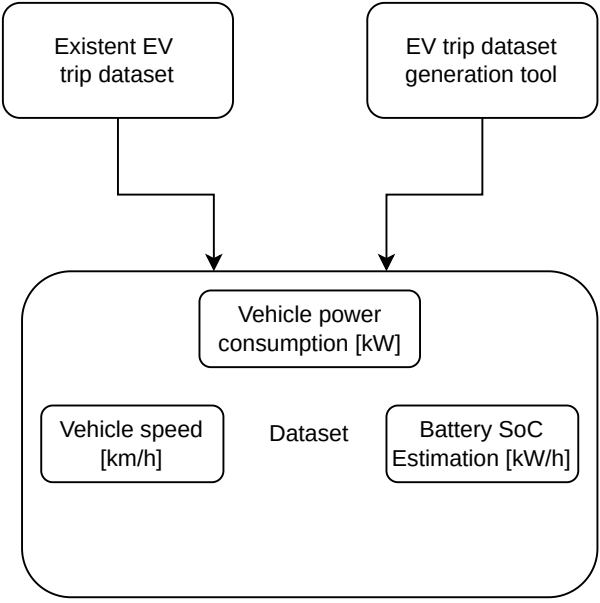 Existent EV
trip dataset
EV trip dataset
generation tool
Vehicle power
consumption [kW]
Vehicle speed
[km/h]
Dataset
Battery SoC
Estimation [kW/h]